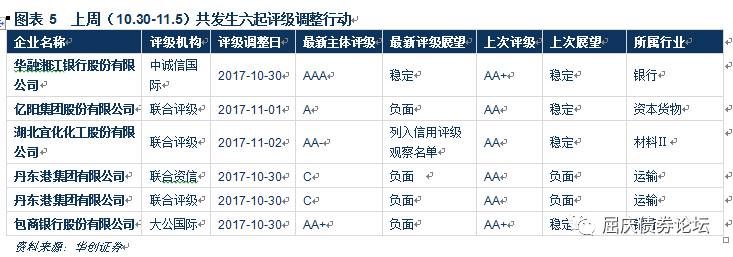 图表 5 上周（10.30-11.5）共发生六起评级调整行动
企业名称 评级机构 评级调整日 最新主体评级 最新评级展望 上次评级 上次展望 所属行业
华融湘江银行股份有限公司 中诚信国际 2017-10-30 AAA 稳定 AA+ 稳定 银行
亿阳集团股份有限公司 联合评级 2017-11-01 A 负面 AA 稳定 资本货物
湖北宜化化工股份有限公司 联合评级 2017-11-02 AA- 列入信用评级观察名单 AA 稳定 材料II
丹东港集团有限公司 联合资信 2017-10-30 C 负面 AA 负面 运输
丹东港集团有限公司 联合评级 2017-10-30 C 负面 AA 负面 运输
包商银行股份有限公司 大公国际 2017-10-30 AA+ 负面 AA+ 稳定
屈庆债券论坛
资料来源：华创证券